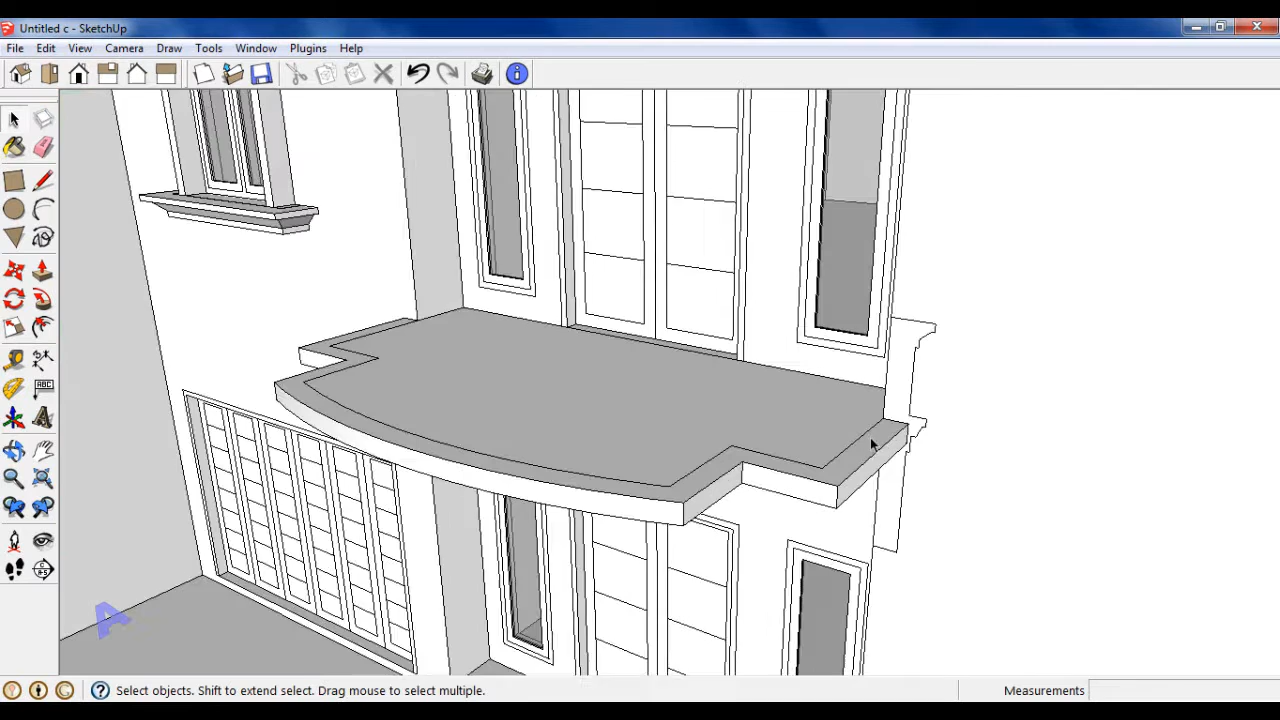 Untitled c - SketchUp
File Edit View Camera Draw Tools Window Plugins Help
ABC
A
Select objects. Shift to extend select. Drag mouse to select multiple.
Measurements